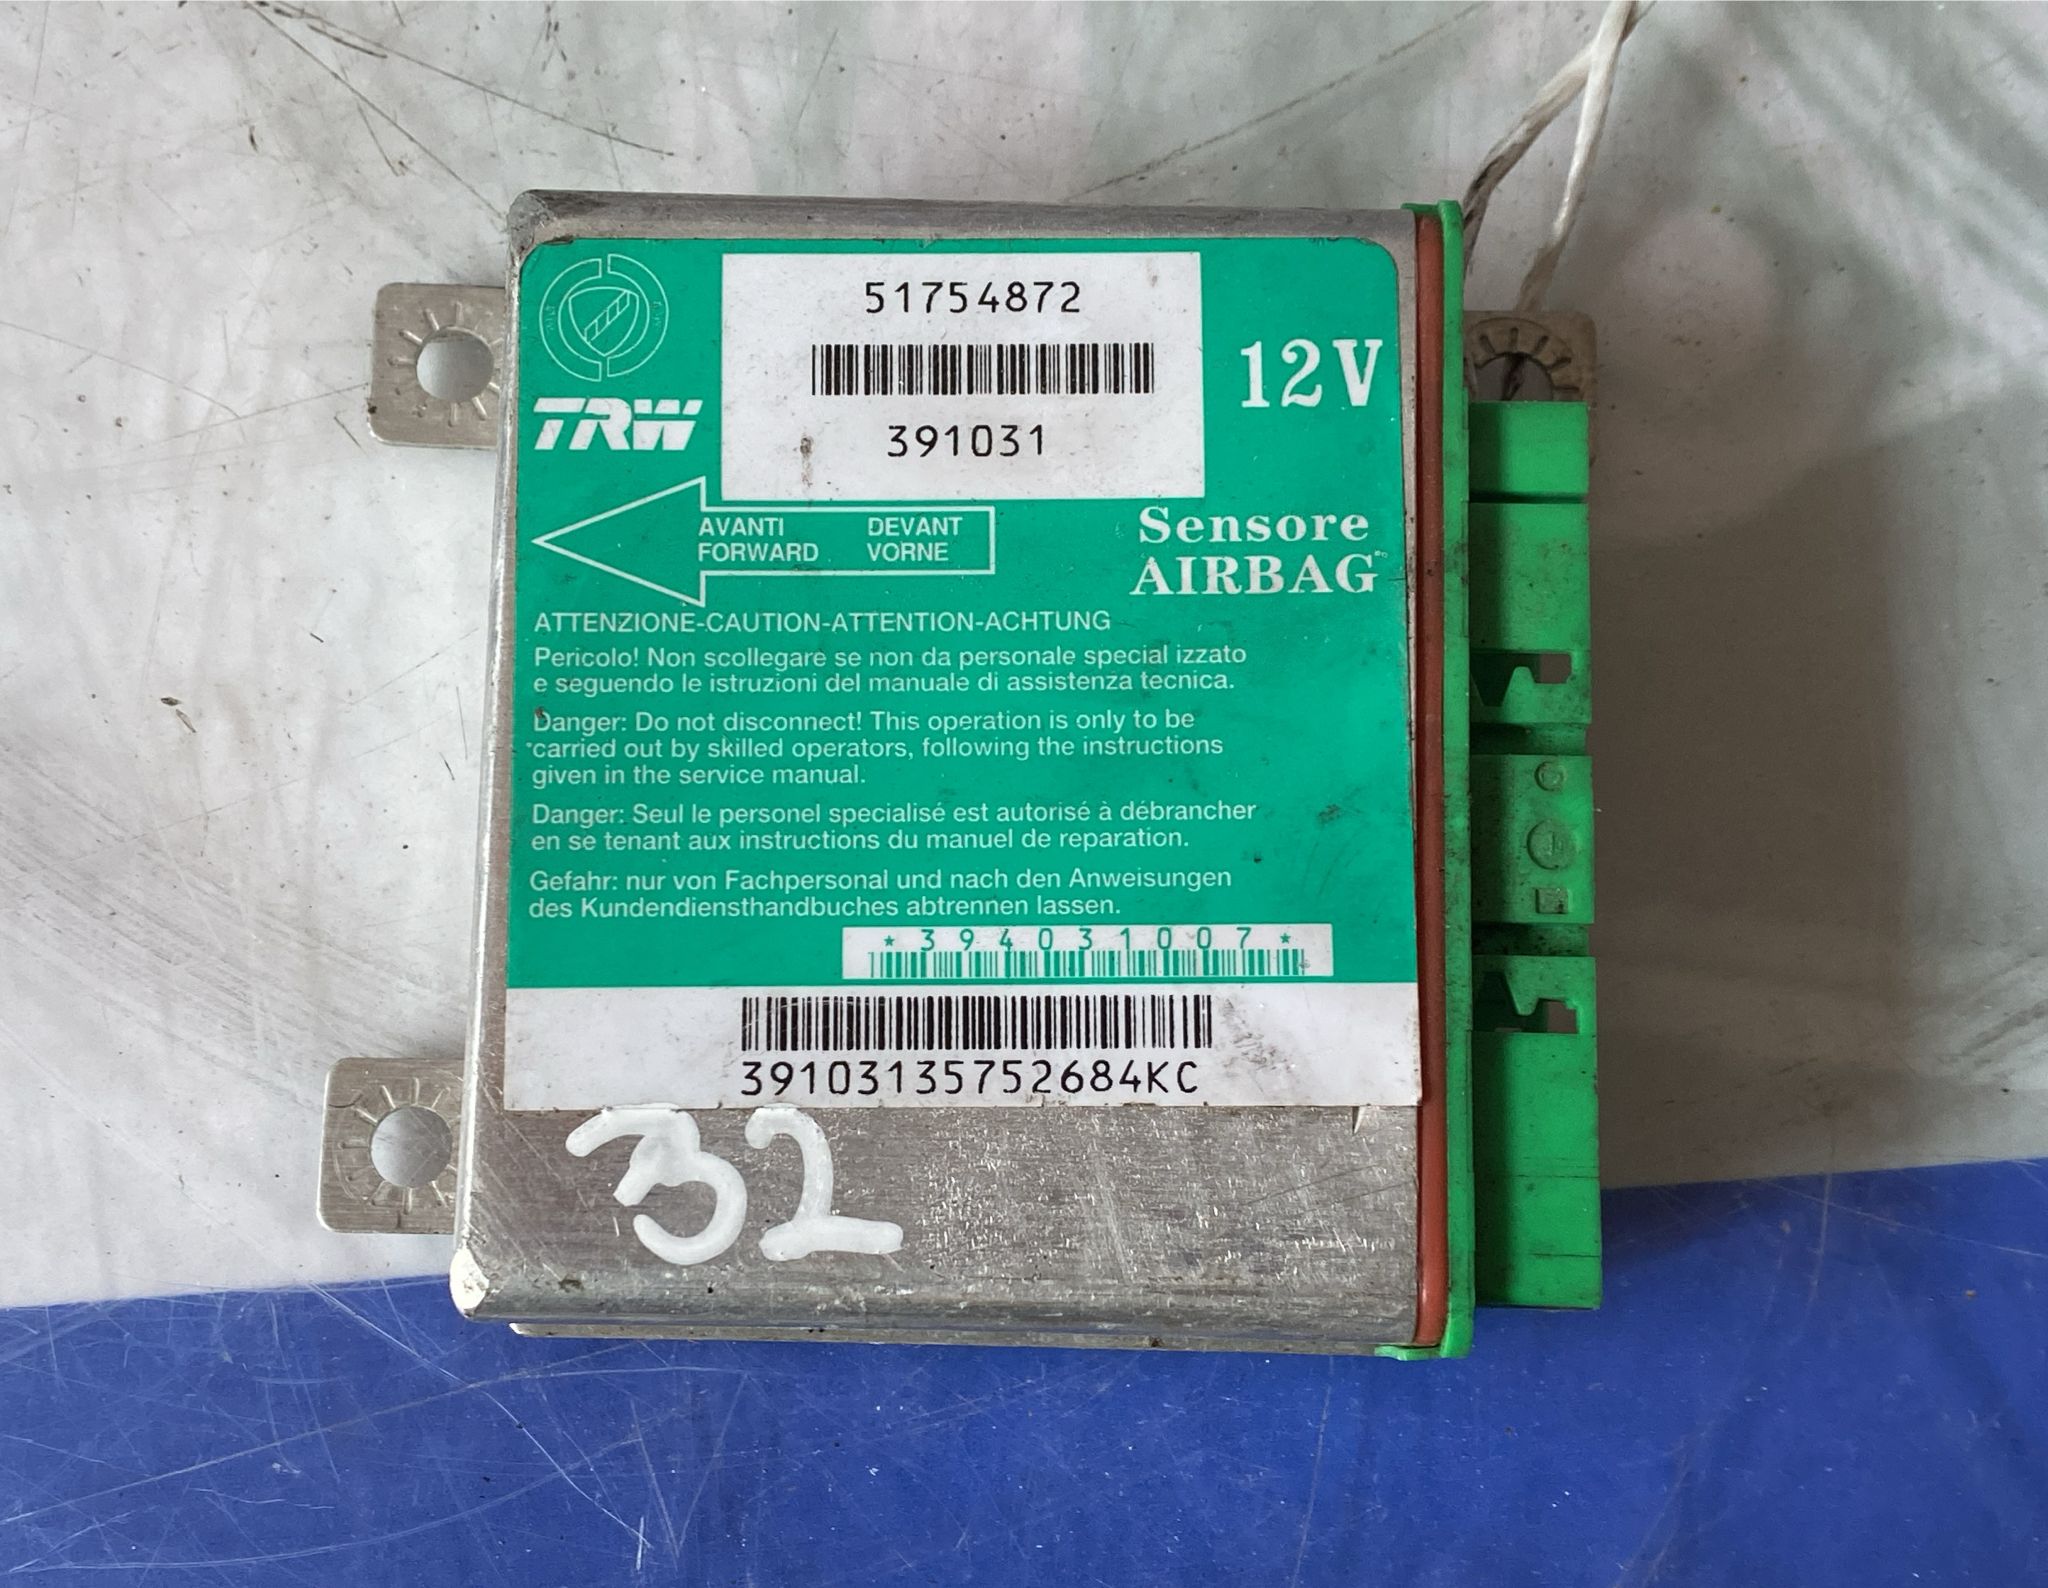 51754872
391031
12V
TRW
AVANTI DEVANT
FORWARD VORNE
Sensore
AIRBAG
ATTENZIONE-CAUTION-ATTENTION-ACHTUNG
Pericolo! Non scollegare se non da personale special izzato
e seguendo le istruzioni del manuale di assistenza tecnica.
Danger: Do not disconnect! This operation is only to be
carried out by skilled operators, following the instructions
given in the service manual.
Danger: Seul le personel specialisé est autorisé à débrancher
en se tenant aux instructions du manuel de reparation.
Gefahr: nur von Fachpersonal und nach den Anweisungen
des Kundendiensthandbuches abtrennen lassen.
* 394031007 *
39103135752684KC
32